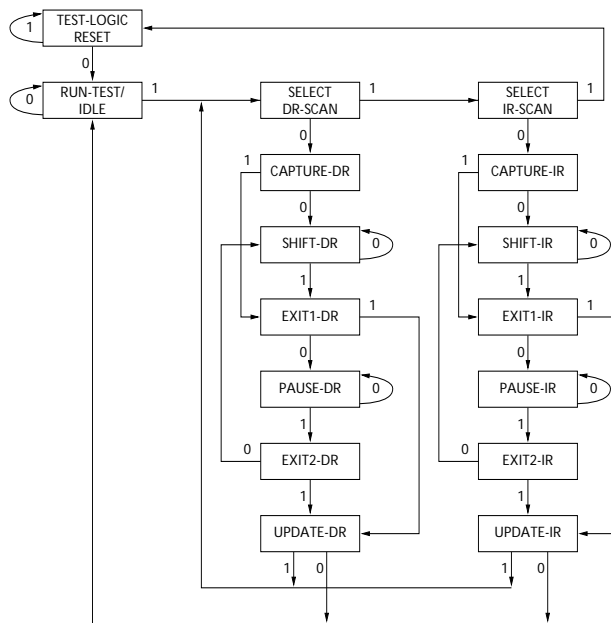 TEST-LOGIC
RESET
1
0
RUN-TEST/
IDLE
0
1
SELECT
DR-SCAN
1
SELECT
IR-SCAN
1
0
0
1
CAPTURE-DR
1
CAPTURE-IR
0
0
SHIFT-DR
0
SHIFT-IR
0
1
1
EXIT1-DR
1
EXIT1-IR
1
0
0
PAUSE-DR
0
PAUSE-IR
0
1
1
0
EXIT2-DR
0
EXIT2-IR
1
1
UPDATE-DR
UPDATE-IR
1
0
1
0